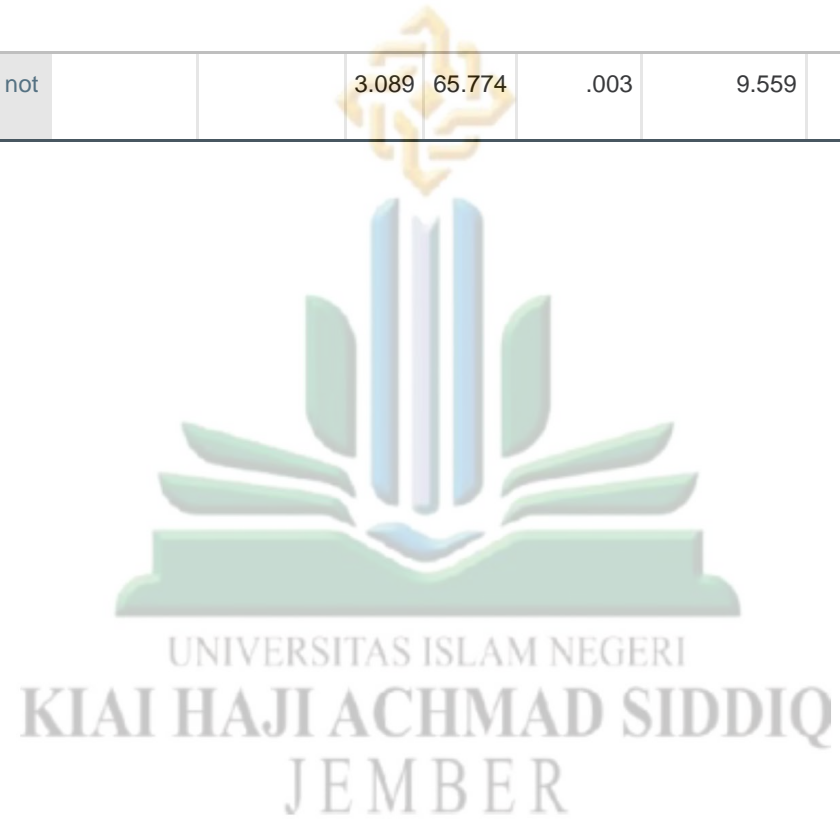 not 3.089 65.774 .003 9.559
UNIVERSITAS ISLAM NEGERI
KIAI HAJI ACHMAD SIDDIQ
JEMBER